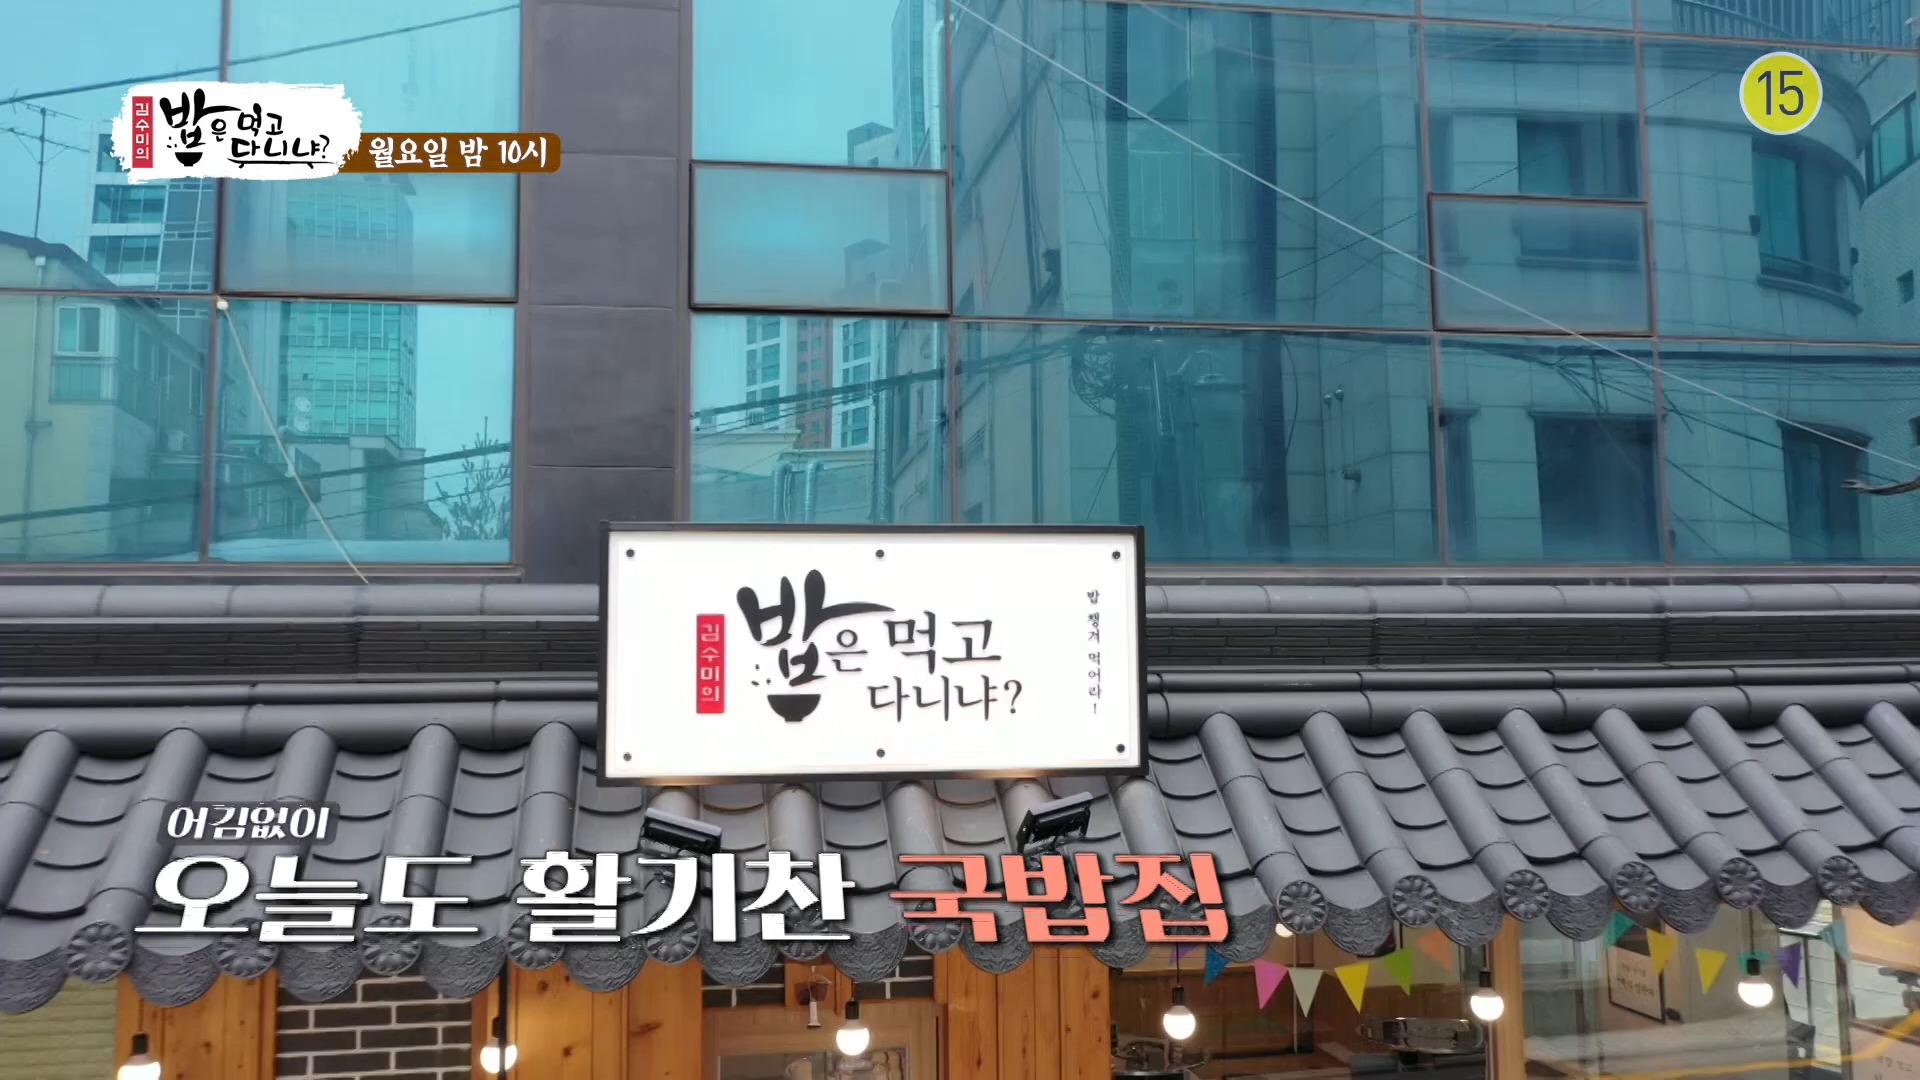 김수미의
밥은 먹고
다니냐?
월요일 밤 10시
15
김수미의
밥은 먹고
다니냐?
밥 챙겨 먹어라!
어김없이
오늘도 활기찬 국밥집